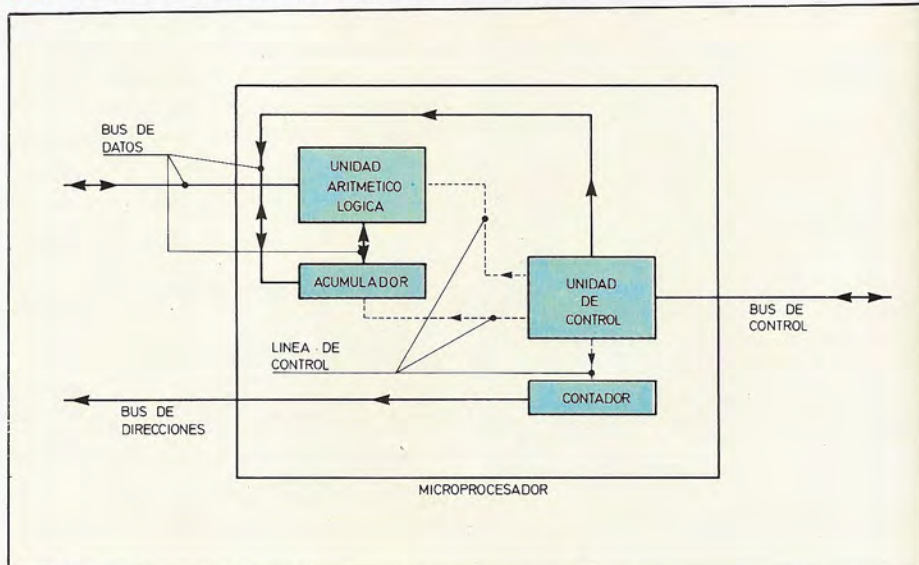 BUS DE
DATOS
UNIDAD
ARITMETICO
LOGICA
ACUMULADOR
UNIDAD
DE
CONTROL
BUS DE
CONTROL
LINEA DE
CONTROL
CONTADOR
BUS DE
DIRECCIONES
MICROPROCESADOR